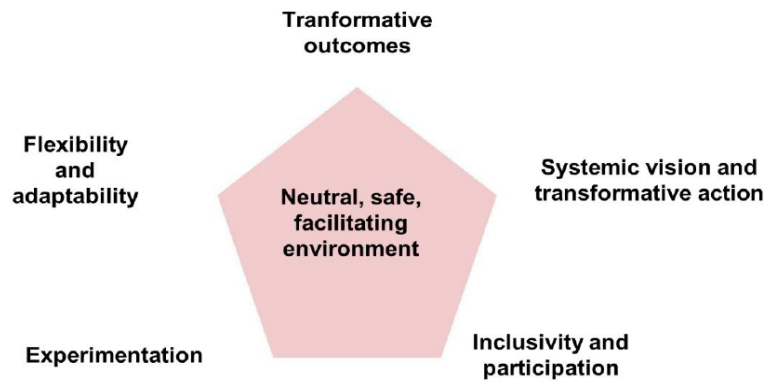 Tranformative
outcomes
Flexibility
and
adaptability
Systemic vision and
transformative action
Neutral, safe,
facilitating
environment
Experimentation
Inclusivity and
participation